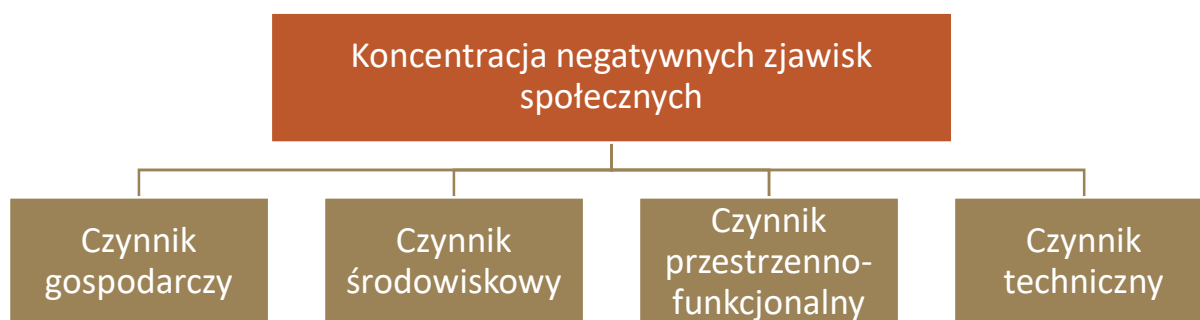 Koncentracja negatywnych zjawisk
społecznych
Czynnik
gospodarczy
Czynnik
środowiskowy
Czynnik
przestrzenno-
funkcjonalny
Czynnik
techniczny